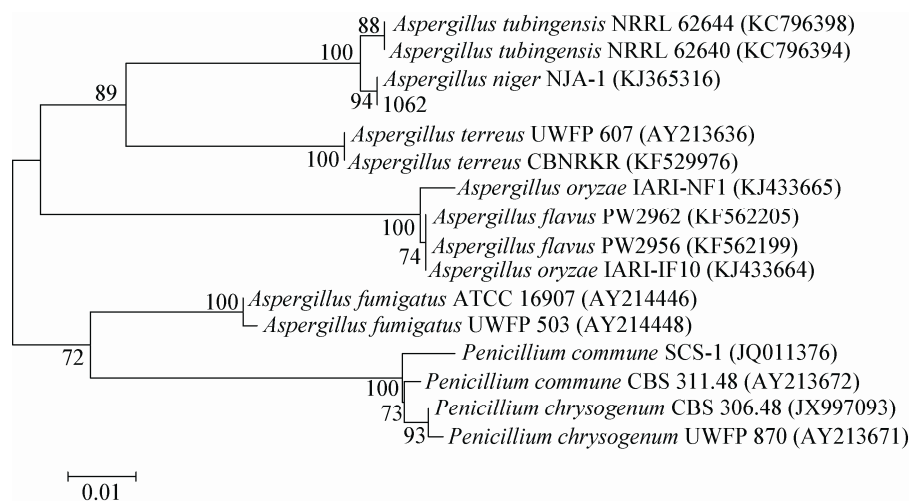 88 Aspergillus tubingensis NRRL 62644 (KC796398)
100 Aspergillus tubingensis NRRL 62640 (KC796394)
Aspergillus niger NJA-1 (KJ365316)
89 94 1062
Aspergillus terreus UWFP 607 (AY213636)
100 Aspergillus terreus CBNRKR (KF529976)
Aspergillus oryzae IARI-NF1 (KJ433665)
100 Aspergillus flavus PW2962 (KF562205)
74 Aspergillus flavus PW2956 (KF562199)
Aspergillus oryzae IARI-IF10 (KJ433664)
100 Aspergillus fumigatus ATCC 16907 (AY214446)
Aspergillus fumigatus UWFP 503 (AY214448)
72 Penicillium commune SCS-1 (JQ011376)
100 Penicillium commune CBS 311.48 (AY213672)
73 Penicillium chrysogenum CBS 306.48 (JX997093)
93 Penicillium chrysogenum UWFP 870 (AY213671)
0.01